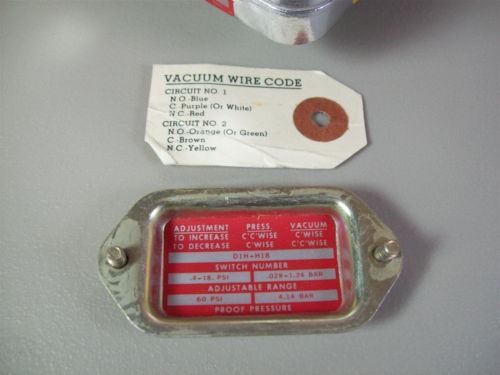 VACUUM WIRE CODE
CIRCUIT NO. 1
N.O.-Blue
C.-Purple (Or White)
N.C.-Red
CIRCUIT NO. 2
N.O.-Orange (Or Green)
C.-Brown
N.C.-Yellow
ADJUSTMENT PRESS VACUUM
TO INCREASE C'C'WISE C'WISE
TO DECREASE C'WISE C'C'WISE
D1H-H18
SWITCH NUMBER
.4-18. PSI .028-1.24 BAR
ADJUSTABLE RANGE
60 PSI 4.14 BAR
PROOF PRESSURE